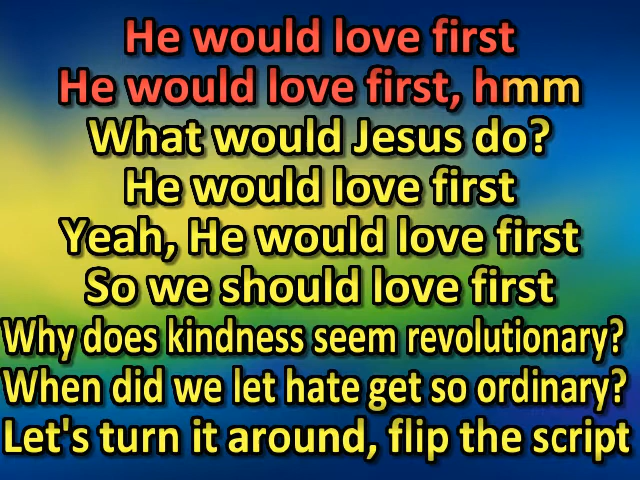 He would love first
He would love first, hmm
What would Jesus do?
He would love first
Yeah, He would love first
So we should love first
Why does kindness seem revolutionary?
When did we let hate get so ordinary?
Let's turn it around, flip the script